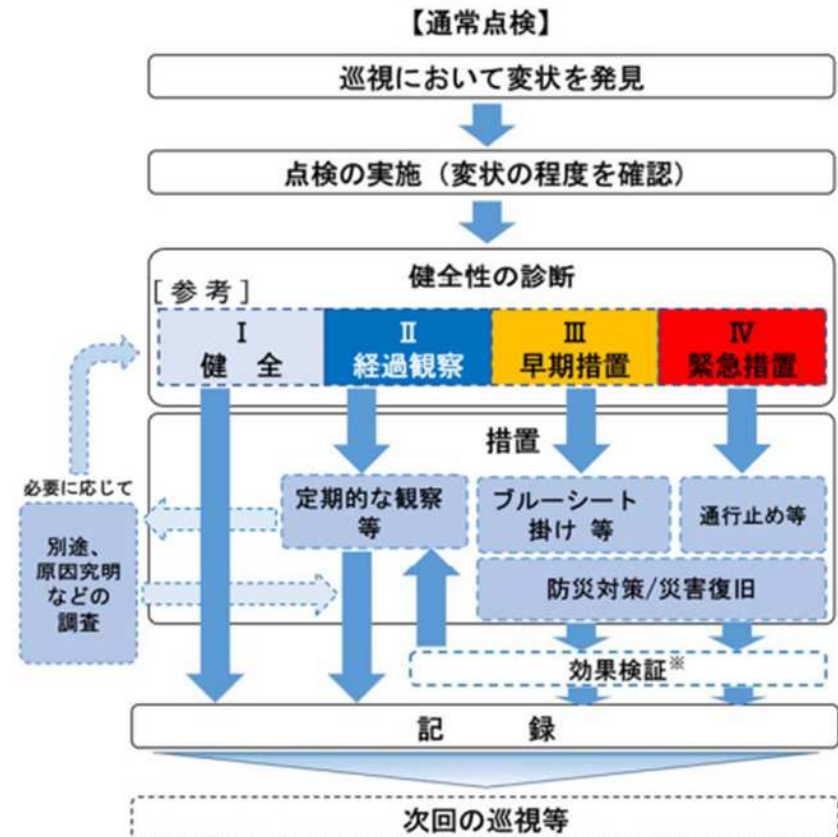 【通常点検】
巡視において変状を発見
点検の実施（変状の程度を確認）
健全性の診断
[参考]
Ⅰ
健　全
Ⅱ
経過観察
Ⅲ
早期措置
Ⅳ
緊急措置
措置
必要に応じて
別途、
原因究明
などの
調査
定期的な観察
等
ブルーシート
掛け 等
通行止め等
防災対策/災害復旧
効果検証※
記　　録
次回の巡視等